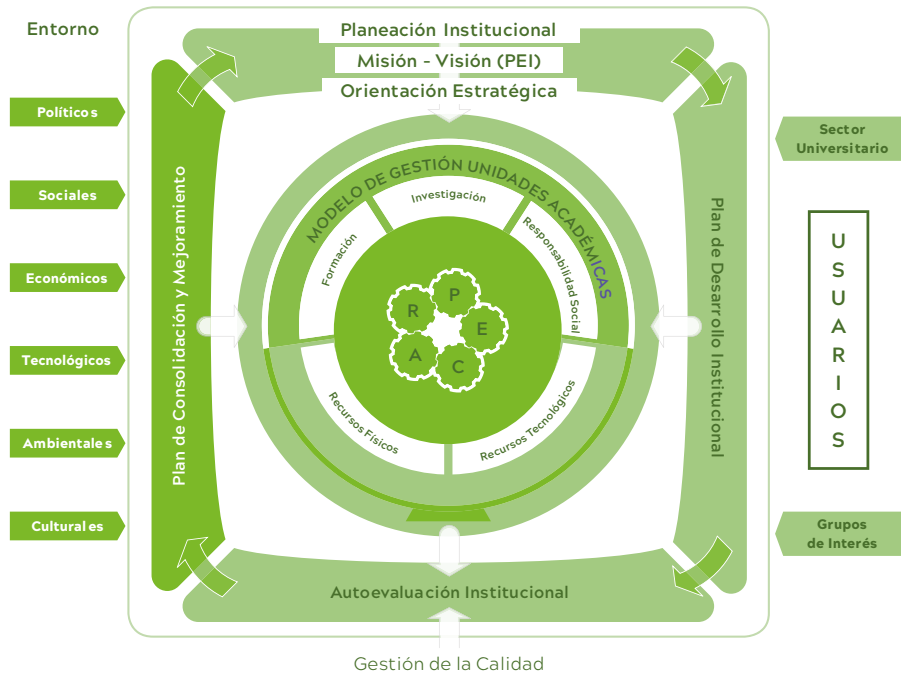 Entorno
Políticos
Sociales
Económicos
Tecnológicos
Ambientales
Culturales
Planeación Institucional
Misión - Visión (PEI)
Orientación Estratégica
Plan de Consolidación y Mejoramiento
MODELO DE GESTIÓN UNIDADES ACADÉMICAS
Formación
Investigación
Responsabilidad Social
R
P
E
A
C
Recursos Físicos
Recursos Tecnológicos
Plan de Desarrollo Institucional
Autoevaluación Institucional
Gestión de la Calidad
Sector
Universitario
USUARIOS
Grupos
de Interés